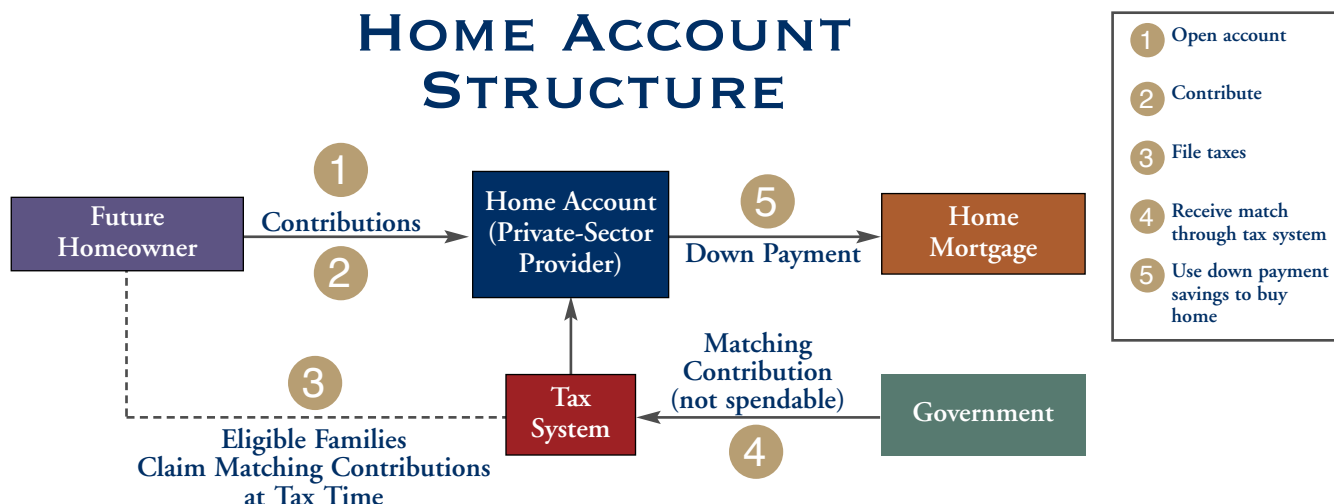 HOME ACCOUNT
STRUCTURE
1
Contributions
2
Future
Homeowner
Home Account
(Private-Sector
Provider)
5
Down Payment
Home
Mortgage
3
Eligible Families
Claim Matching Contributions
at Tax Time
Tax
System
Matching
Contribution
(not spendable)
4
Government
1 Open account
2 Contribute
3 File taxes
4 Receive match
through tax system
5 Use down payment
savings to buy
home